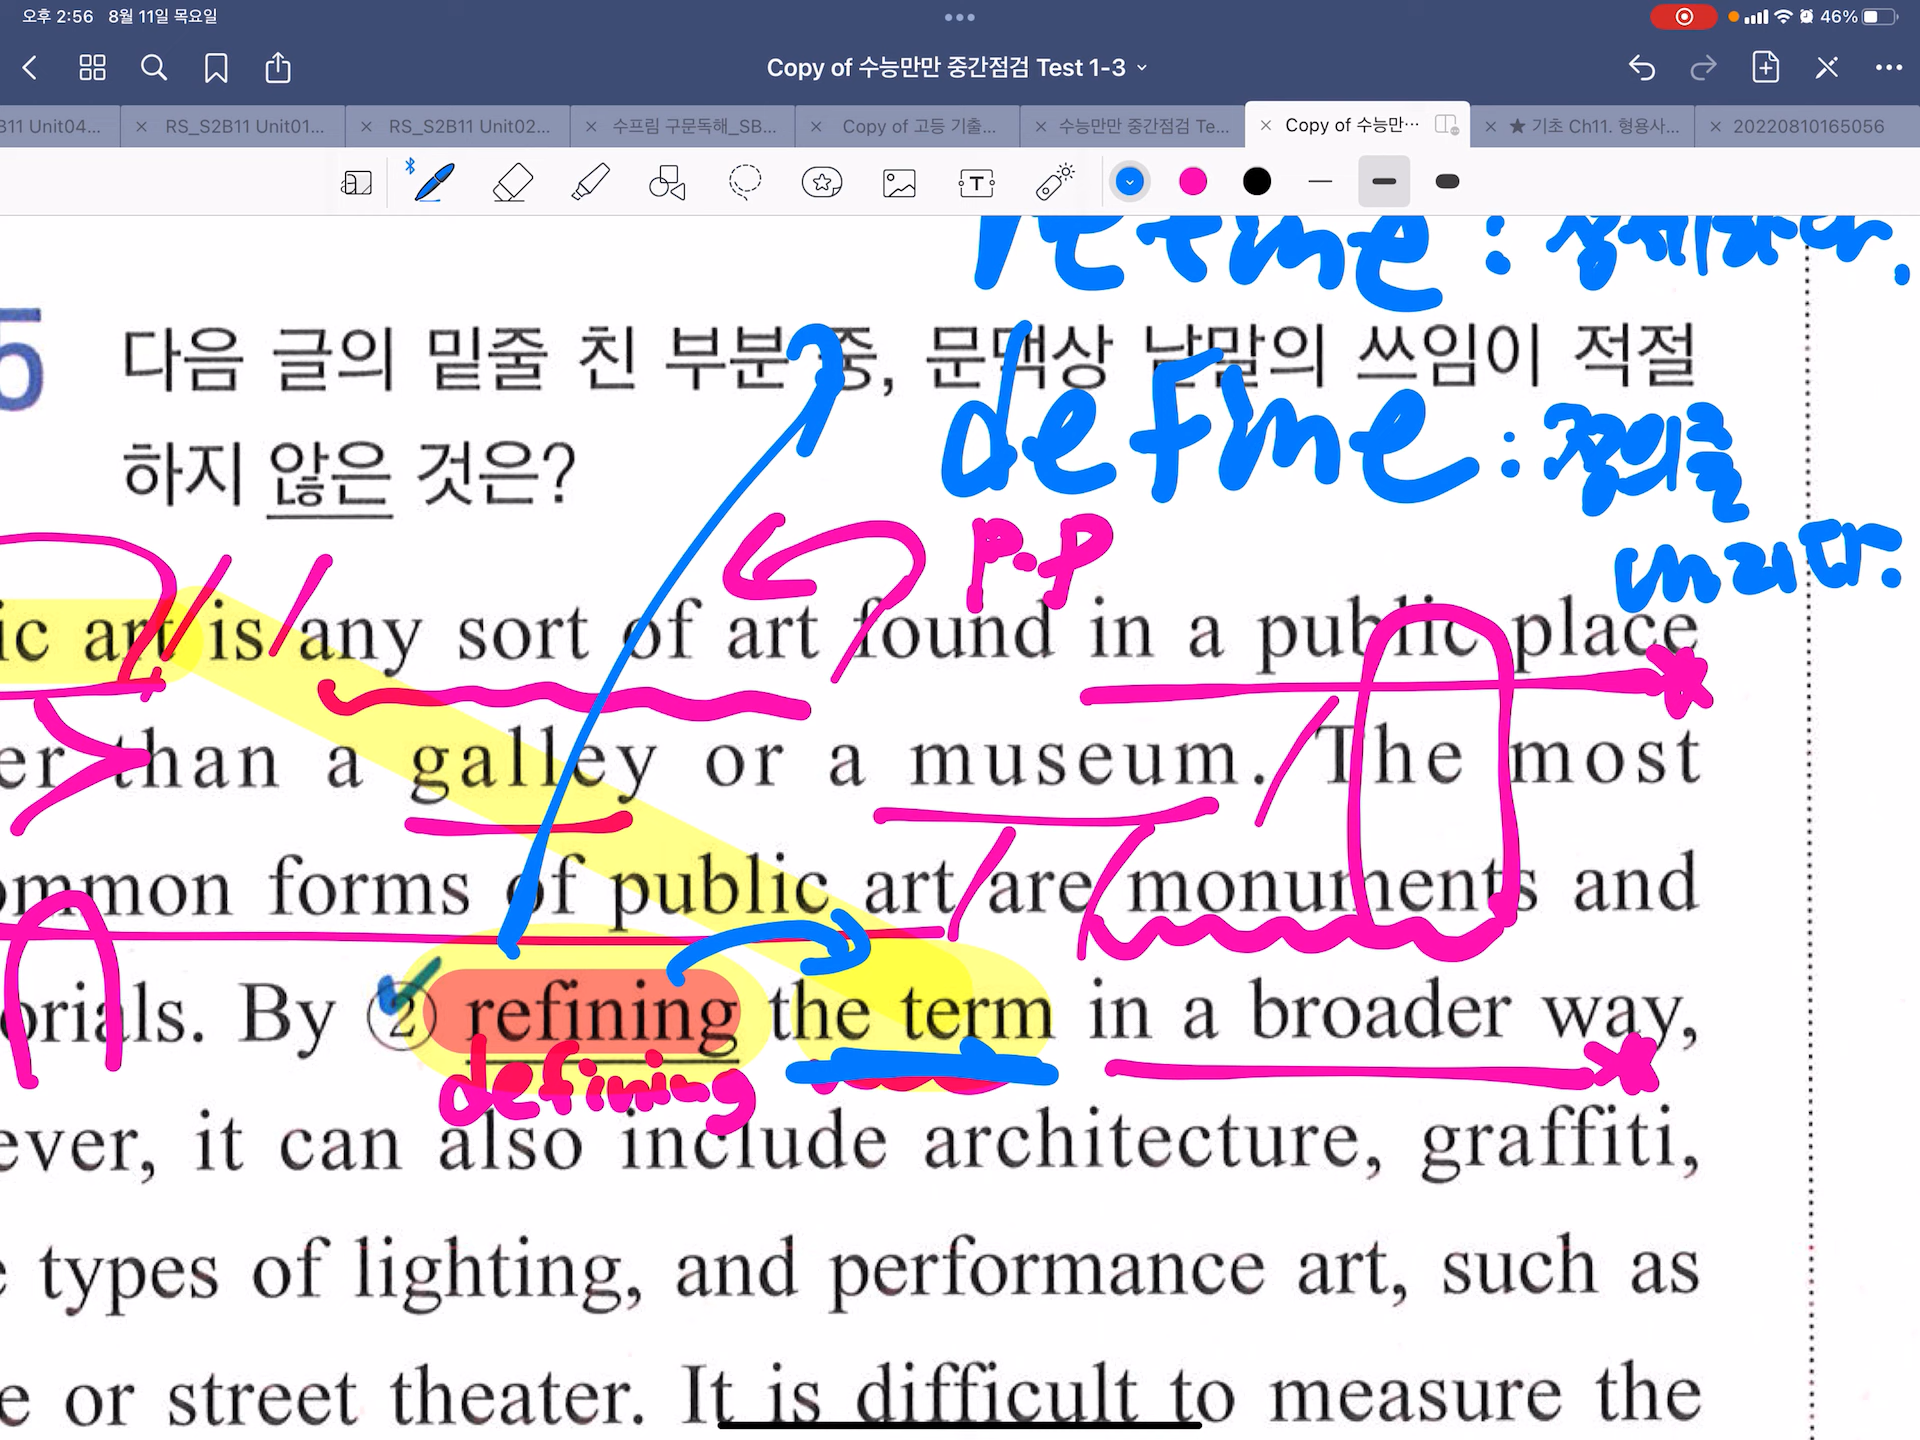 오후 2:56 8월 11일 목요일
46%
Copy of 수능만만 중간점검 Test 1-3
B11 Unit04...
RS_S2B11 Unit01...
RS_S2B11 Unit02...
수프림 구문독해_SB...
Copy of 고등 기출...
수능만만 중간점검 Te...
Copy of 수능만...
★ 기초 Ch11. 형용사...
20220810165056
refine : 정제하다.
5 다음 글의 밑줄 친 부분 중, 문맥상 낱말의 쓰임이 적절
하지 않은 것은?
define : 정의를
내리다.
P.P
ic art is any sort of art found in a public place
er than a galley or a museum. The most
ommon forms of public art are monuments and
orials. By ② refining the term in a broader way,
defining
ever, it can also include architecture, graffiti,
e types of lighting, and performance art, such as
e or street theater. It is difficult to measure the